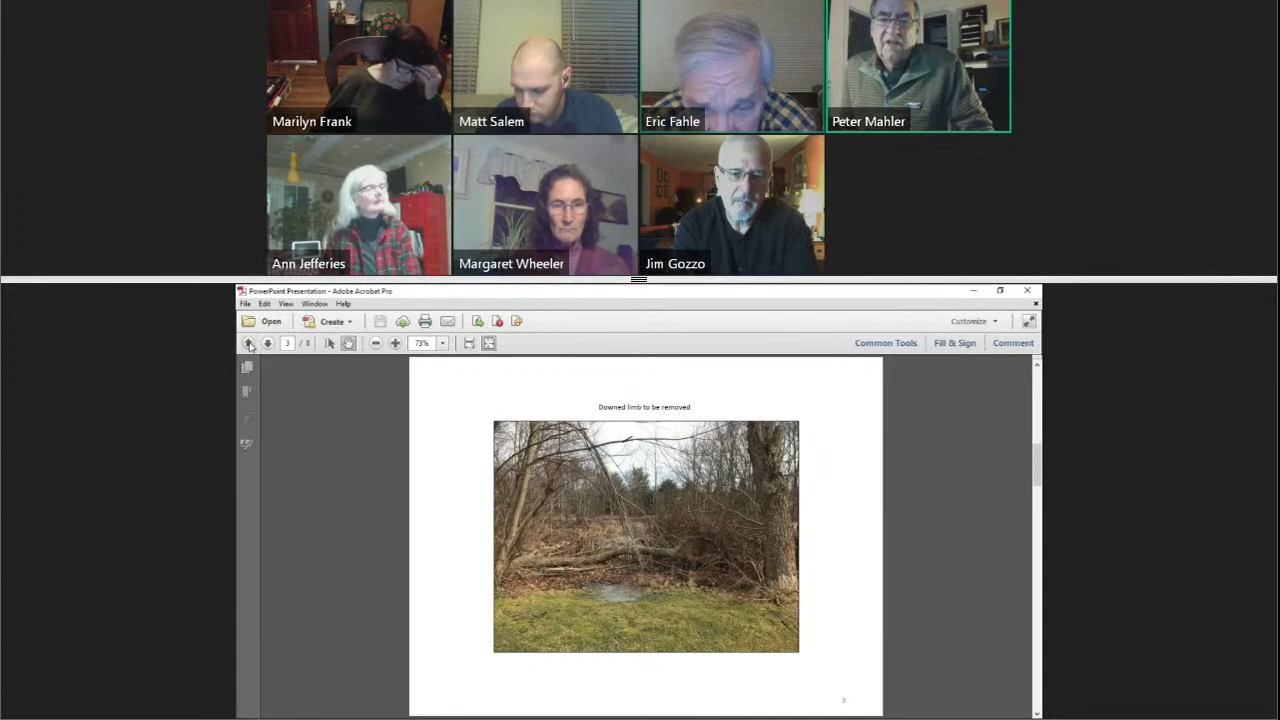 Marilyn Frank
Matt Salem
Eric Fahle
Peter Mahler
Ann Jefferies
Margaret Wheeler
Jim Gozzo
PowerPoint Presentation - Adobe Acrobat Pro
File Edit View Window Help
Open Create Customize
3 / 8 73% Common Tools Fill & Sign Comment
Downed limb to be removed
3